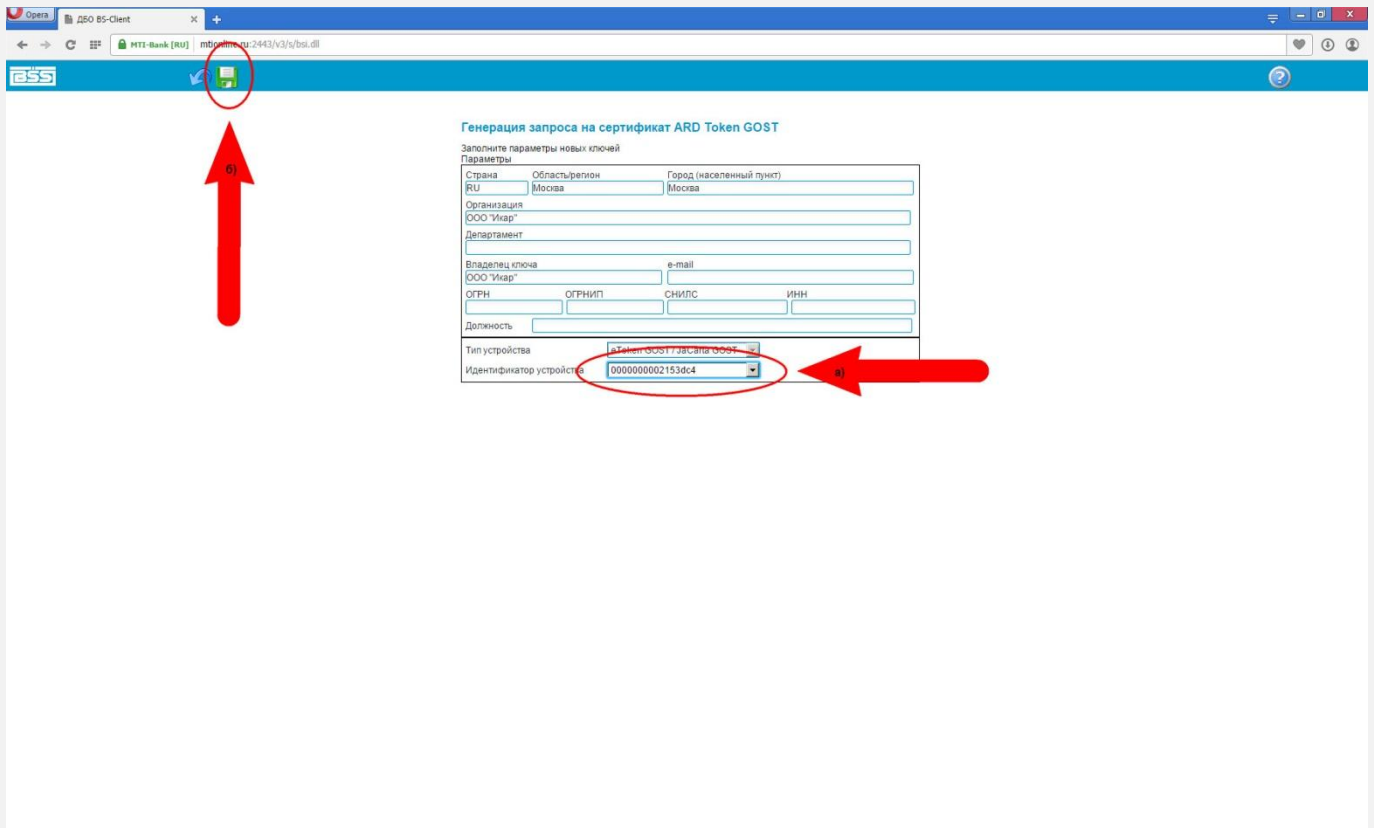 Opera
ДБО BS-Client
MTI-Bank [RU] mtionline.ru:2443/v3/s/bsi.dll
BSS
Генерация запроса на сертификат ARD Token GOST
Заполните параметры новых ключей
Параметры
Страна Область/регион Город (населенный пункт)
RU Москва Москва
Организация
ООО "Икар"
Департамент
Владелец ключа e-mail
ООО "Икар"
ОГРН ОГРНИП СНИЛС ИНН
Должность
Тип устройства eToken GOST / JaCarta GOST
Идентификатор устройства 0000000002153dc4
а)
б)